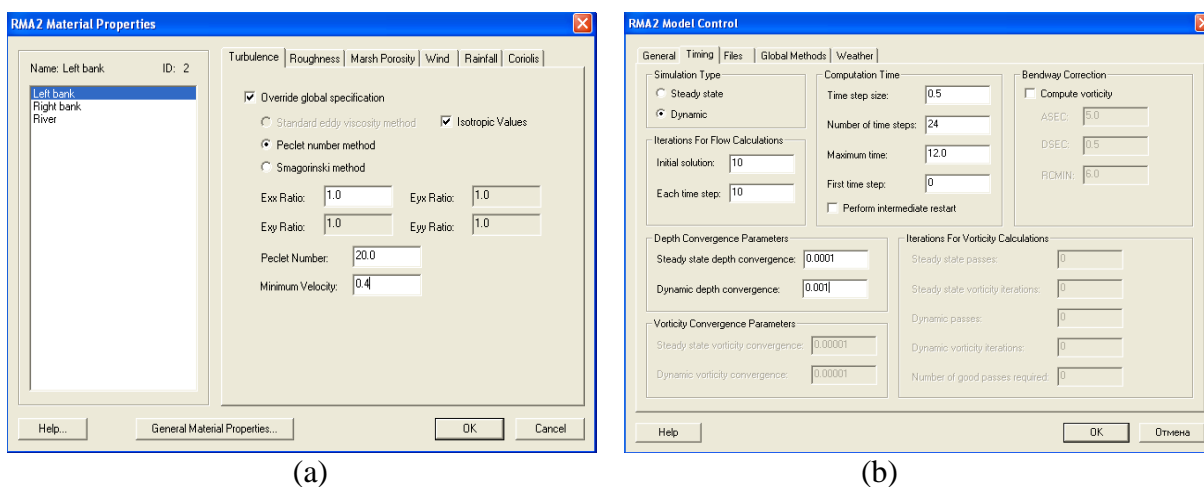 RMA2 Material Properties
Name: Left bank ID: 2
Left bank
Right bank
River
Turbulence Roughness Marsh Porosity Wind Rainfall Coriolis
Override global specification
Standard eddy viscosity method Isotropic Values
Peclet number method
Smagorinski method
Exx Ratio: 1.0 Eyx Ratio: 1.0
Exy Ratio: 1.0 Eyy Ratio: 1.0
Peclet Number: 20.0
Minimum Velocity: 0.4
Help... General Material Properties... OK Cancel
(a)
RMA2 Model Control
General Timing Files Global Methods Weather
Simulation Type
Steady state
Dynamic
Iterations For Flow Calculations
Initial solution: 10
Each time step: 10
Computation Time
Time step size: 0.5
Number of time steps: 24
Maximum time: 12.0
First time step: 0
Perform intermediate restart
Bendway Correction
Compute vorticity
ASEC: 5.0
DSEC: 0.5
RCMIN: 6.0
Depth Convergence Parameters
Steady state depth convergence: 0.0001
Dynamic depth convergence: 0.001
Vorticity Convergence Parameters
Steady state vorticity convergence: 0.00001
Dynamic vorticity convergence: 0.00001
Iterations For Vorticity Calculations
Steady state passes: 0
Steady state vorticity iterations: 0
Dynamic passes: 0
Dynamic vorticity iterations: 0
Number of good passes required: 0
Help OK Отмена
(b)